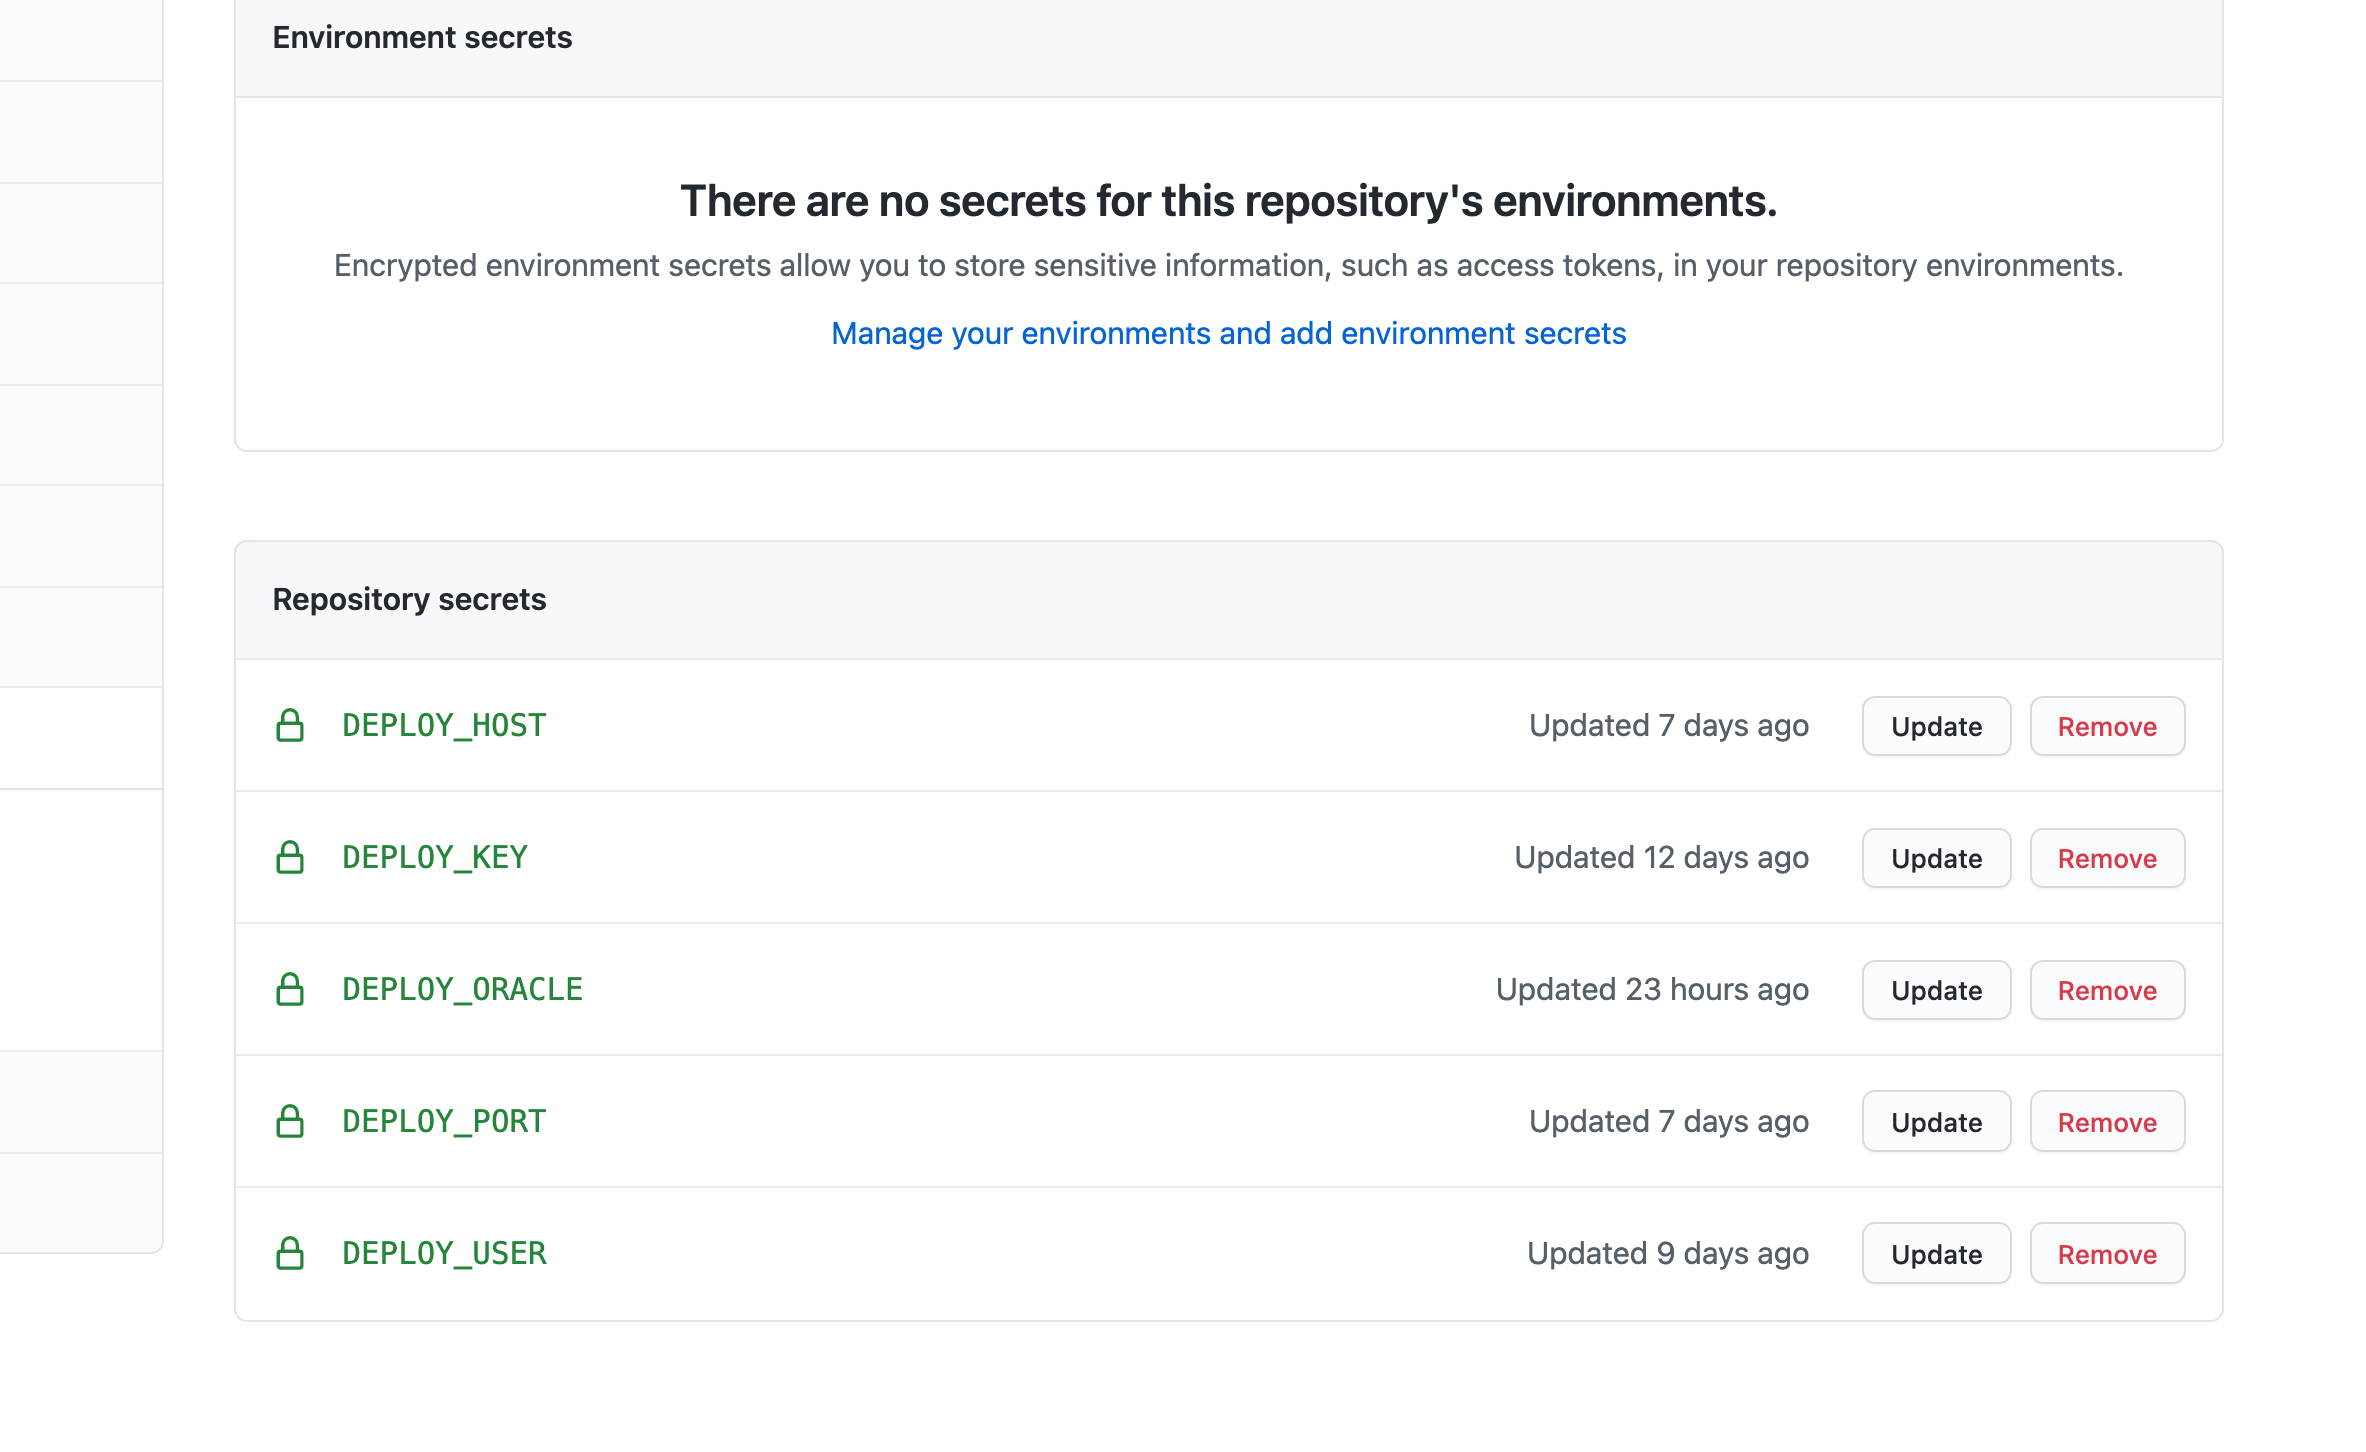 Environment secrets
There are no secrets for this repository's environments.
Encrypted environment secrets allow you to store sensitive information, such as access tokens, in your repository environments.
Manage your environments and add environment secrets
Repository secrets
DEPLOY_HOST Updated 7 days ago Update Remove
DEPLOY_KEY Updated 12 days ago Update Remove
DEPLOY_ORACLE Updated 23 hours ago Update Remove
DEPLOY_PORT Updated 7 days ago Update Remove
DEPLOY_USER Updated 9 days ago Update Remove